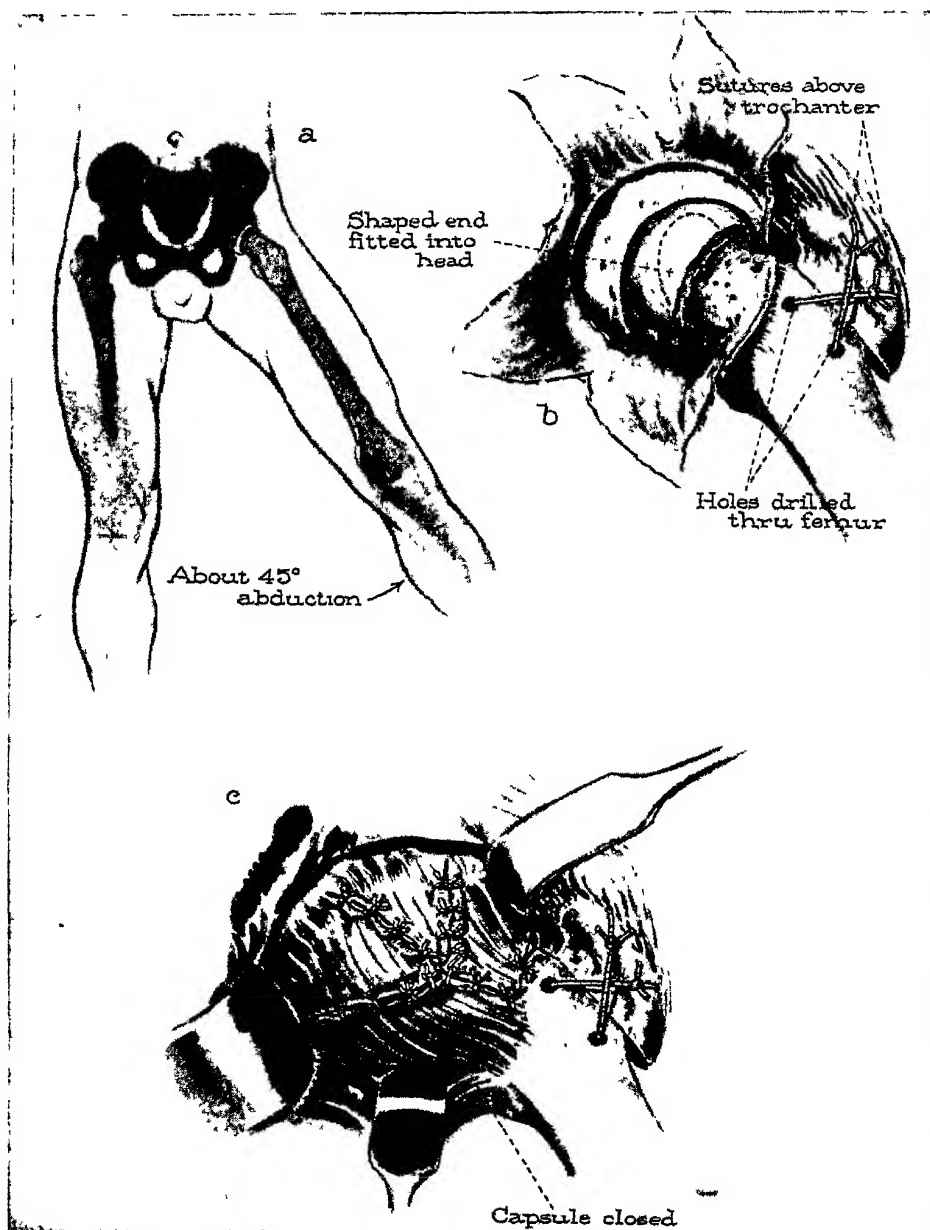 a
Sutures above
trochanter
Shaped end
fitted into
head
b
Holes drilled
thru femur
About 45°
abduction
c
Capsule closed